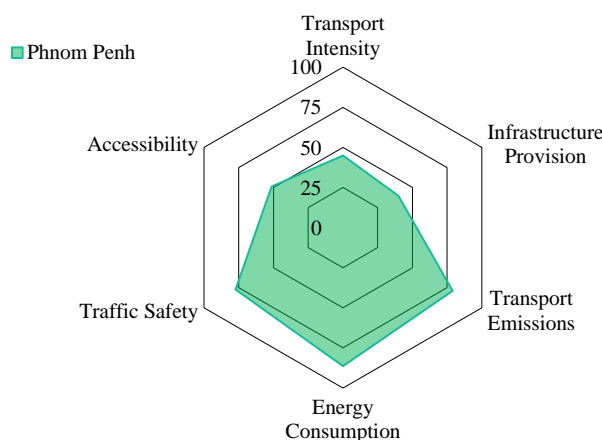 Transport
Intensity
Phnom Penh
100
75
50
25
0
Accessibility
Infrastructure
Provision
Traffic Safety
Transport
Emissions
Energy
Consumption